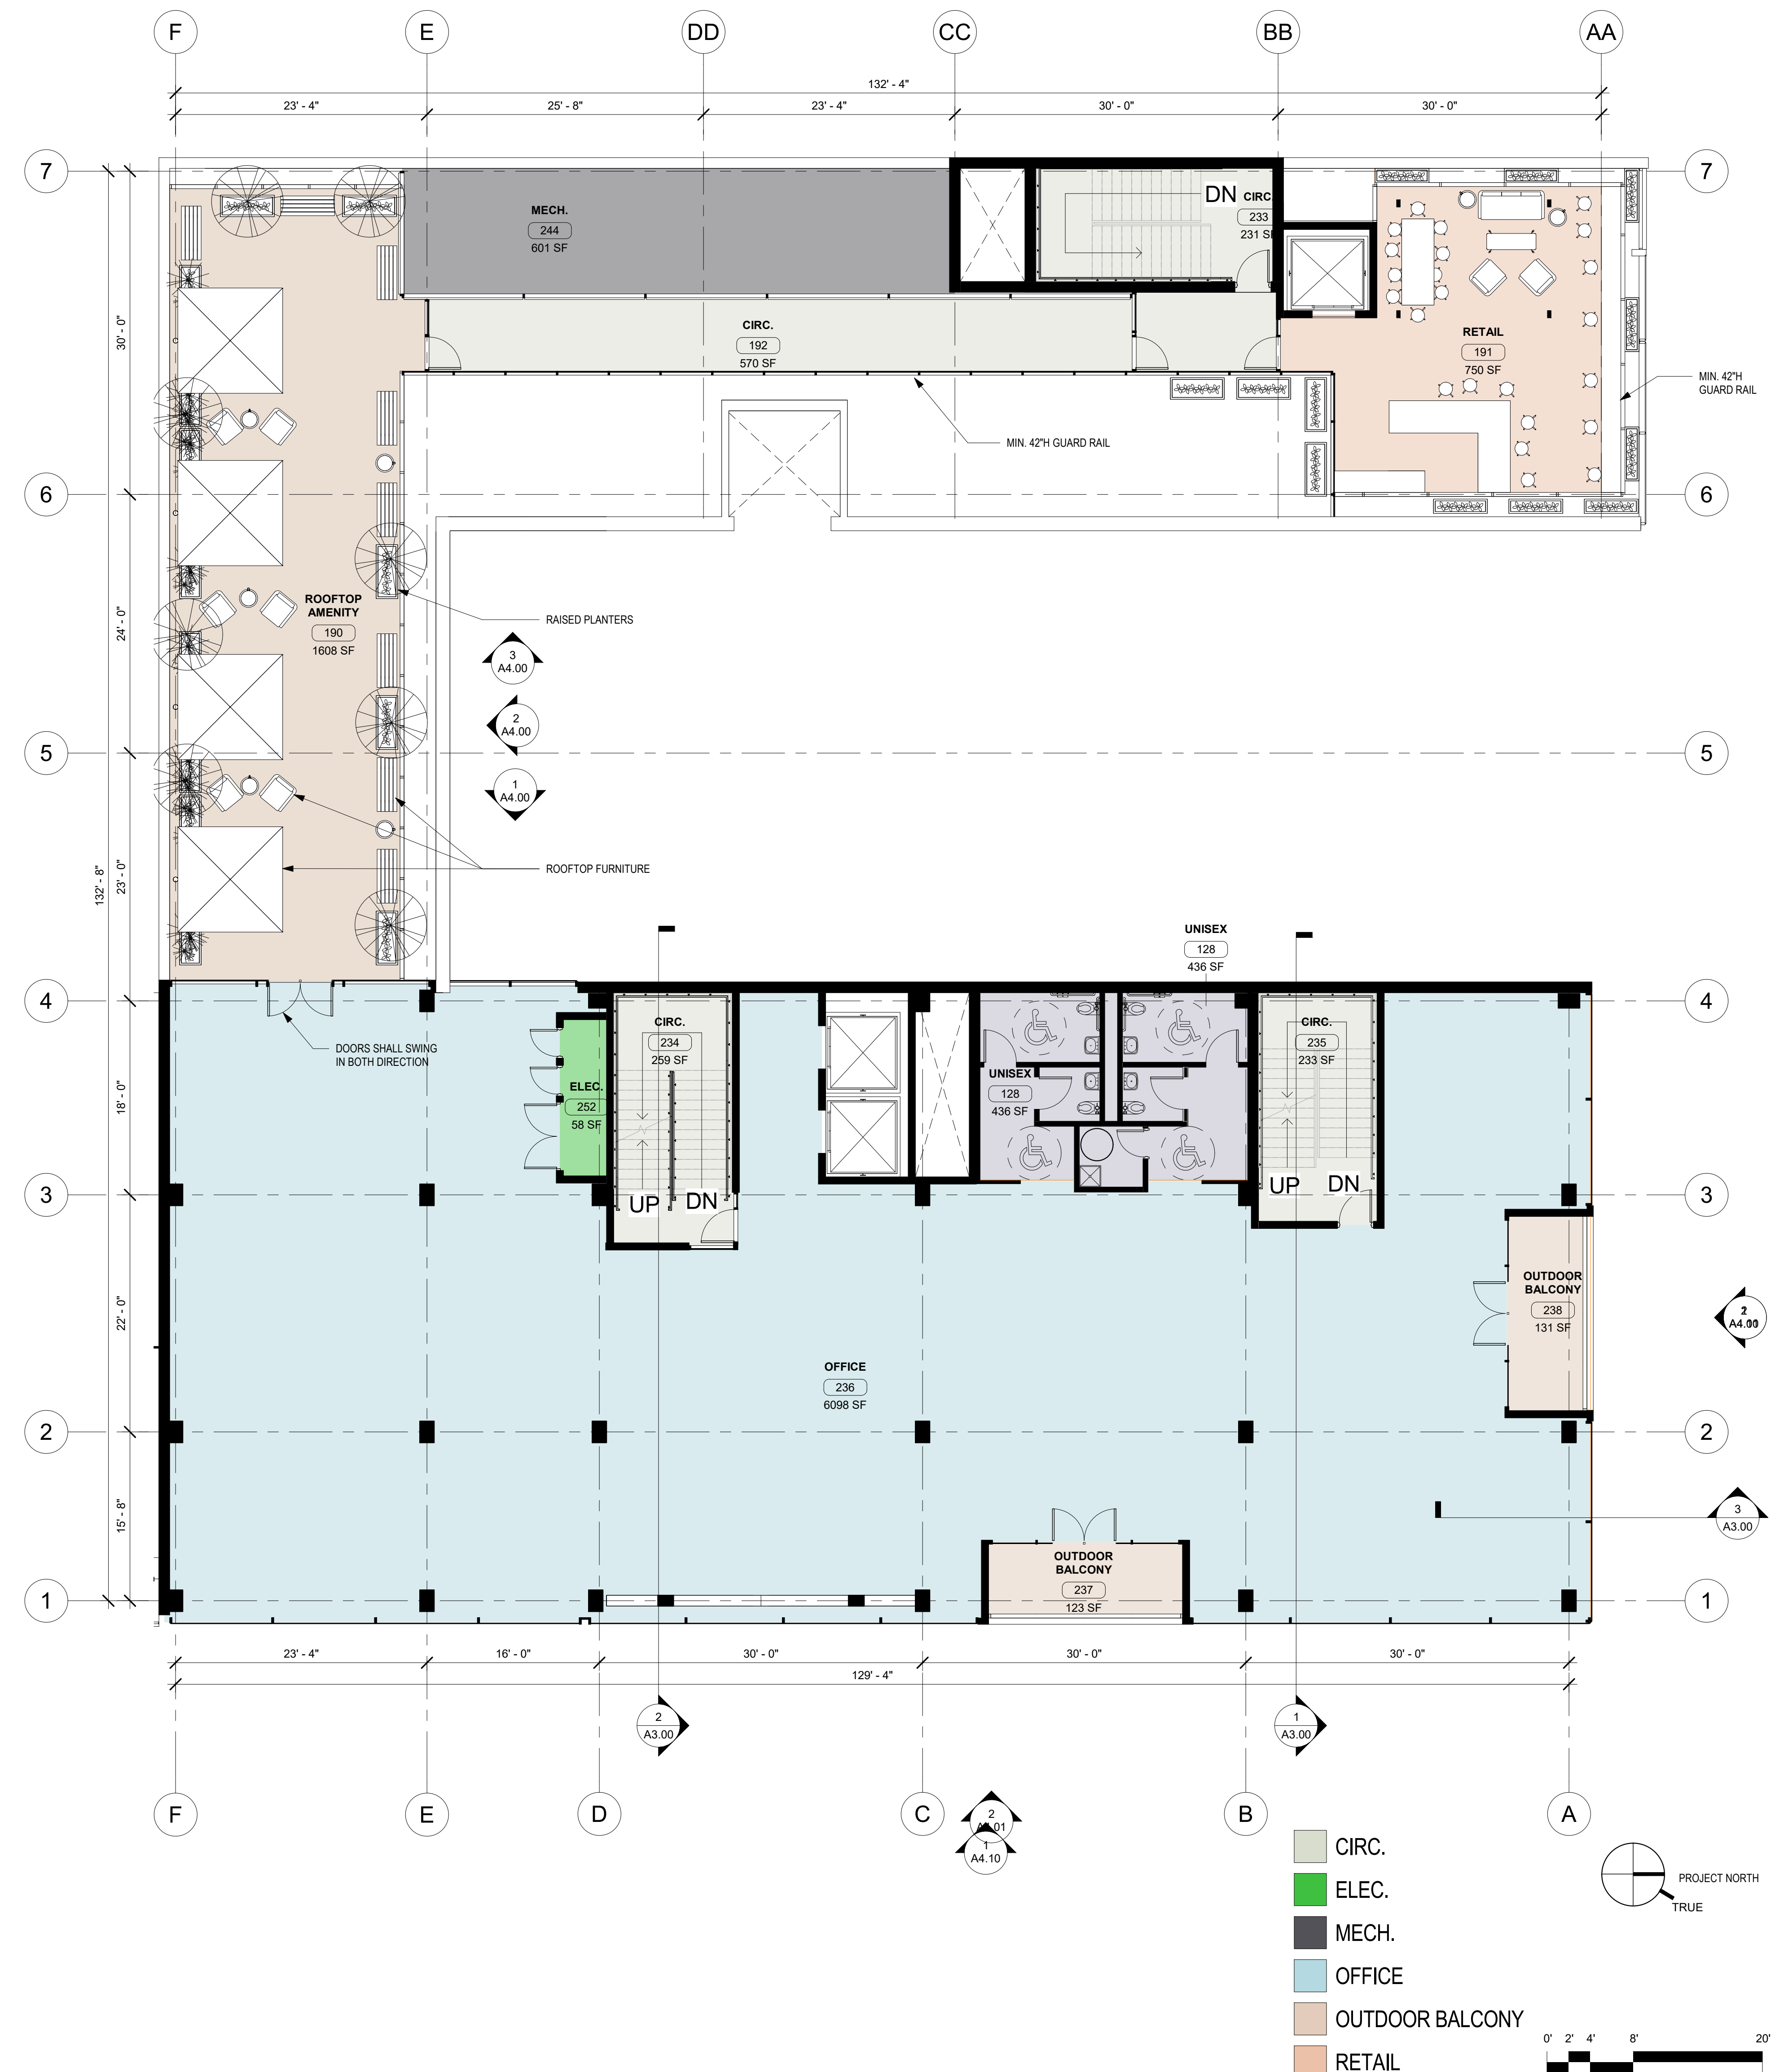 F E DD CC BB AA
132' - 4"
23' - 4" 25' - 8" 23' - 4" 30' - 0" 30' - 0"
7 7
MECH.
244
601 SF
DN
CIRC
233
231 S
30' - 0"
CIRC.
192
570 SF
RETAIL
191
750 SF
MIN. 42"H
GUARD RAIL
MIN. 42"H GUARD RAIL
6 6
ROOFTOP
AMENITY
190
1608 SF
24' - 0"
RAISED PLANTERS
3
A4.00
2
A4.00
5 5
1
A4.00
132' - 8"
23' - 0"
ROOFTOP FURNITURE
UNISEX
128
436 SF
4 4
DOORS SHALL SWING
IN BOTH DIRECTION
CIRC.
234
259 SF
CIRC.
235
233 SF
ELEC.
252
58 SF
UNISEX
128
436 SF
18' - 0"
3 3
UP DN
UP DN
OUTDOOR
BALCONY
238
131 SF
22' - 0"
OFFICE
236
6098 SF
2 2
15' - 8"
3
A3.00
OUTDOOR
BALCONY
237
123 SF
1 1
23' - 4" 16' - 0" 30' - 0" 30' - 0" 30' - 0"
129' - 4"
2
A3.00
1
A3.00
F E D C B A
2
1
A4.10
CIRC.
ELEC.
MECH.
OFFICE
OUTDOOR BALCONY
RETAIL
PROJECT NORTH
TRUE
0' 2' 4' 8' 20'